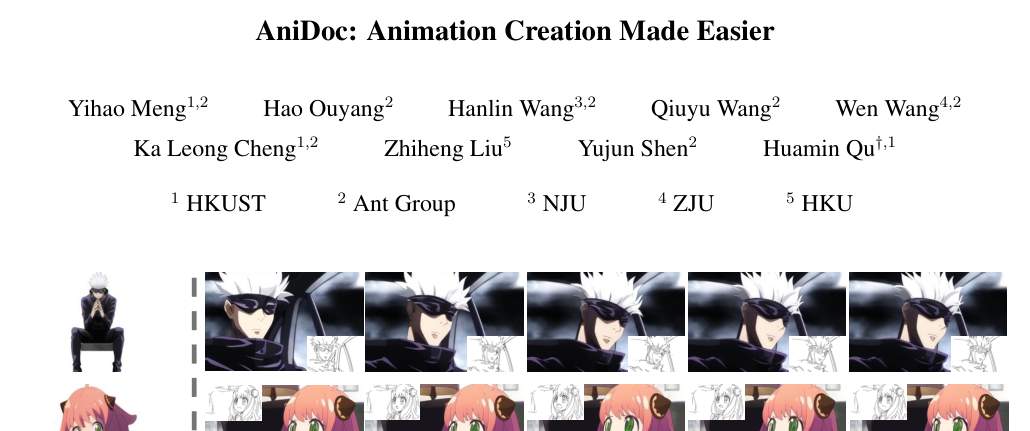 AniDoc: Animation Creation Made Easier
Yihao Meng1,2 Hao Ouyang2 Hanlin Wang3,2 Qiuyu Wang2 Wen Wang4,2
Ka Leong Cheng1,2 Zhiheng Liu5 Yujun Shen2 Huamin Qu†,1
1 HKUST 2 Ant Group 3 NJU 4 ZJU 5 HKU